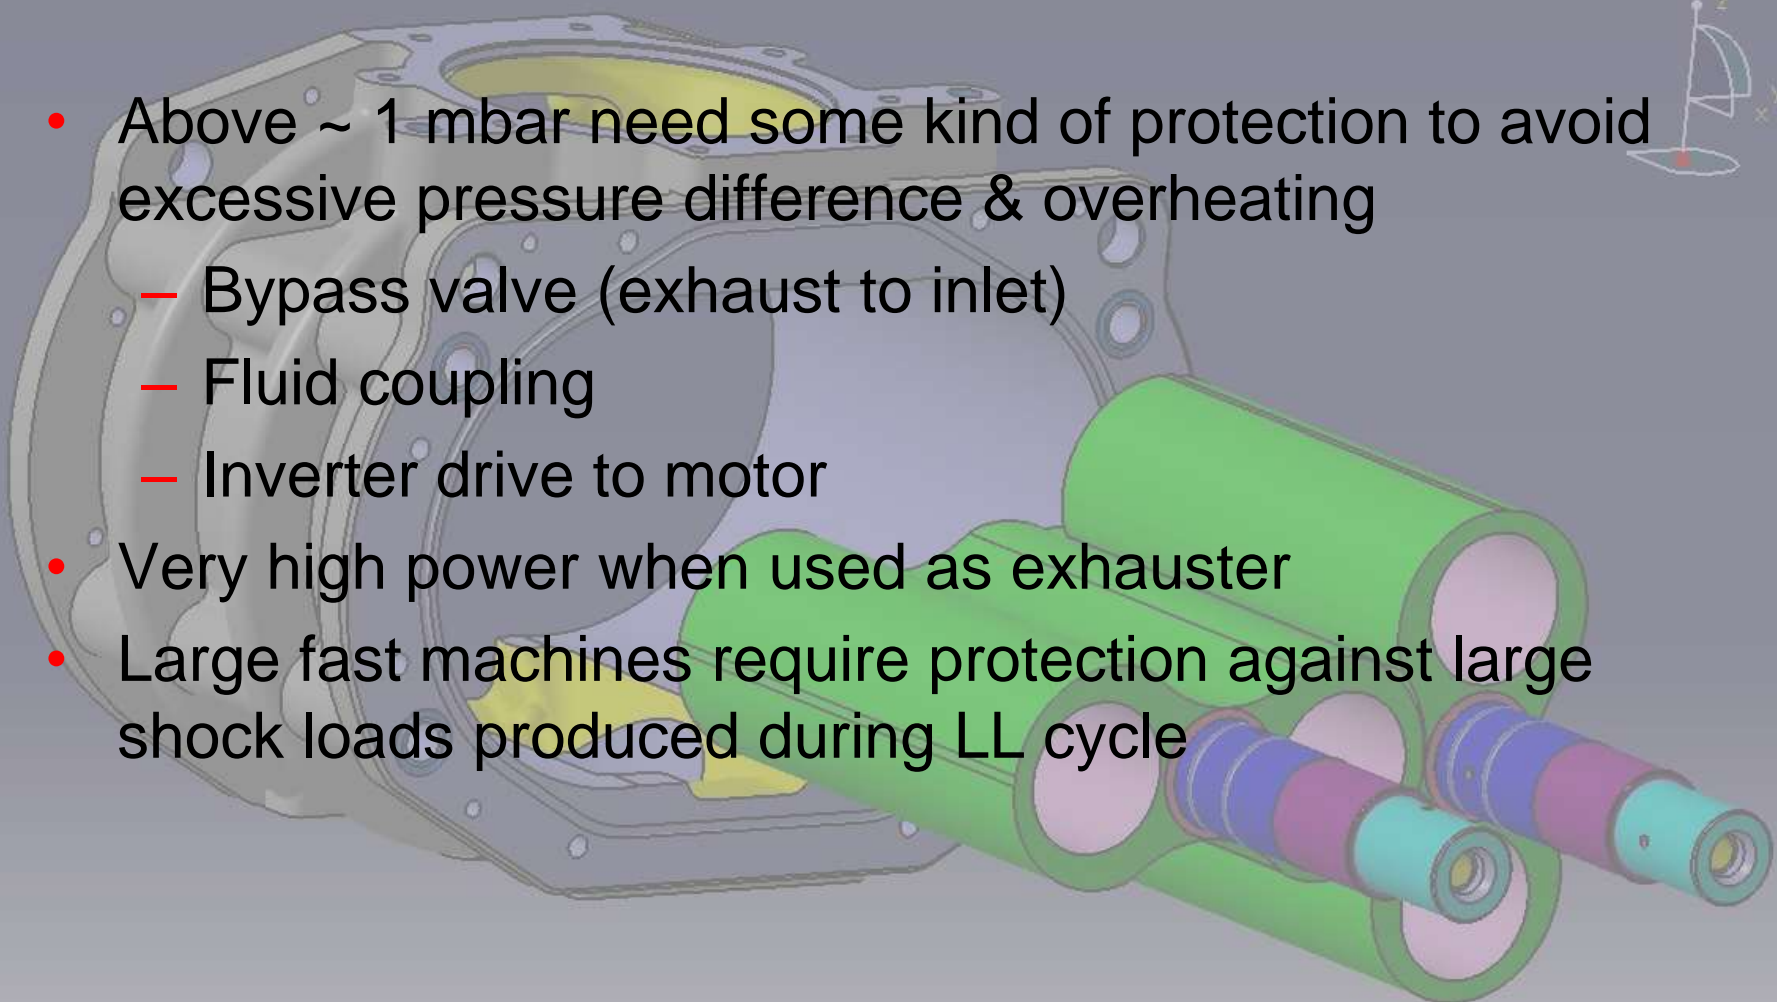 • Above ~ 1 mbar need some kind of protection to avoid
excessive pressure difference & overheating
– Bypass valve (exhaust to inlet)
– Fluid coupling
– Inverter drive to motor
• Very high power when used as exhauster
• Large fast machines require protection against large
shock loads produced during LL cycle
z
x